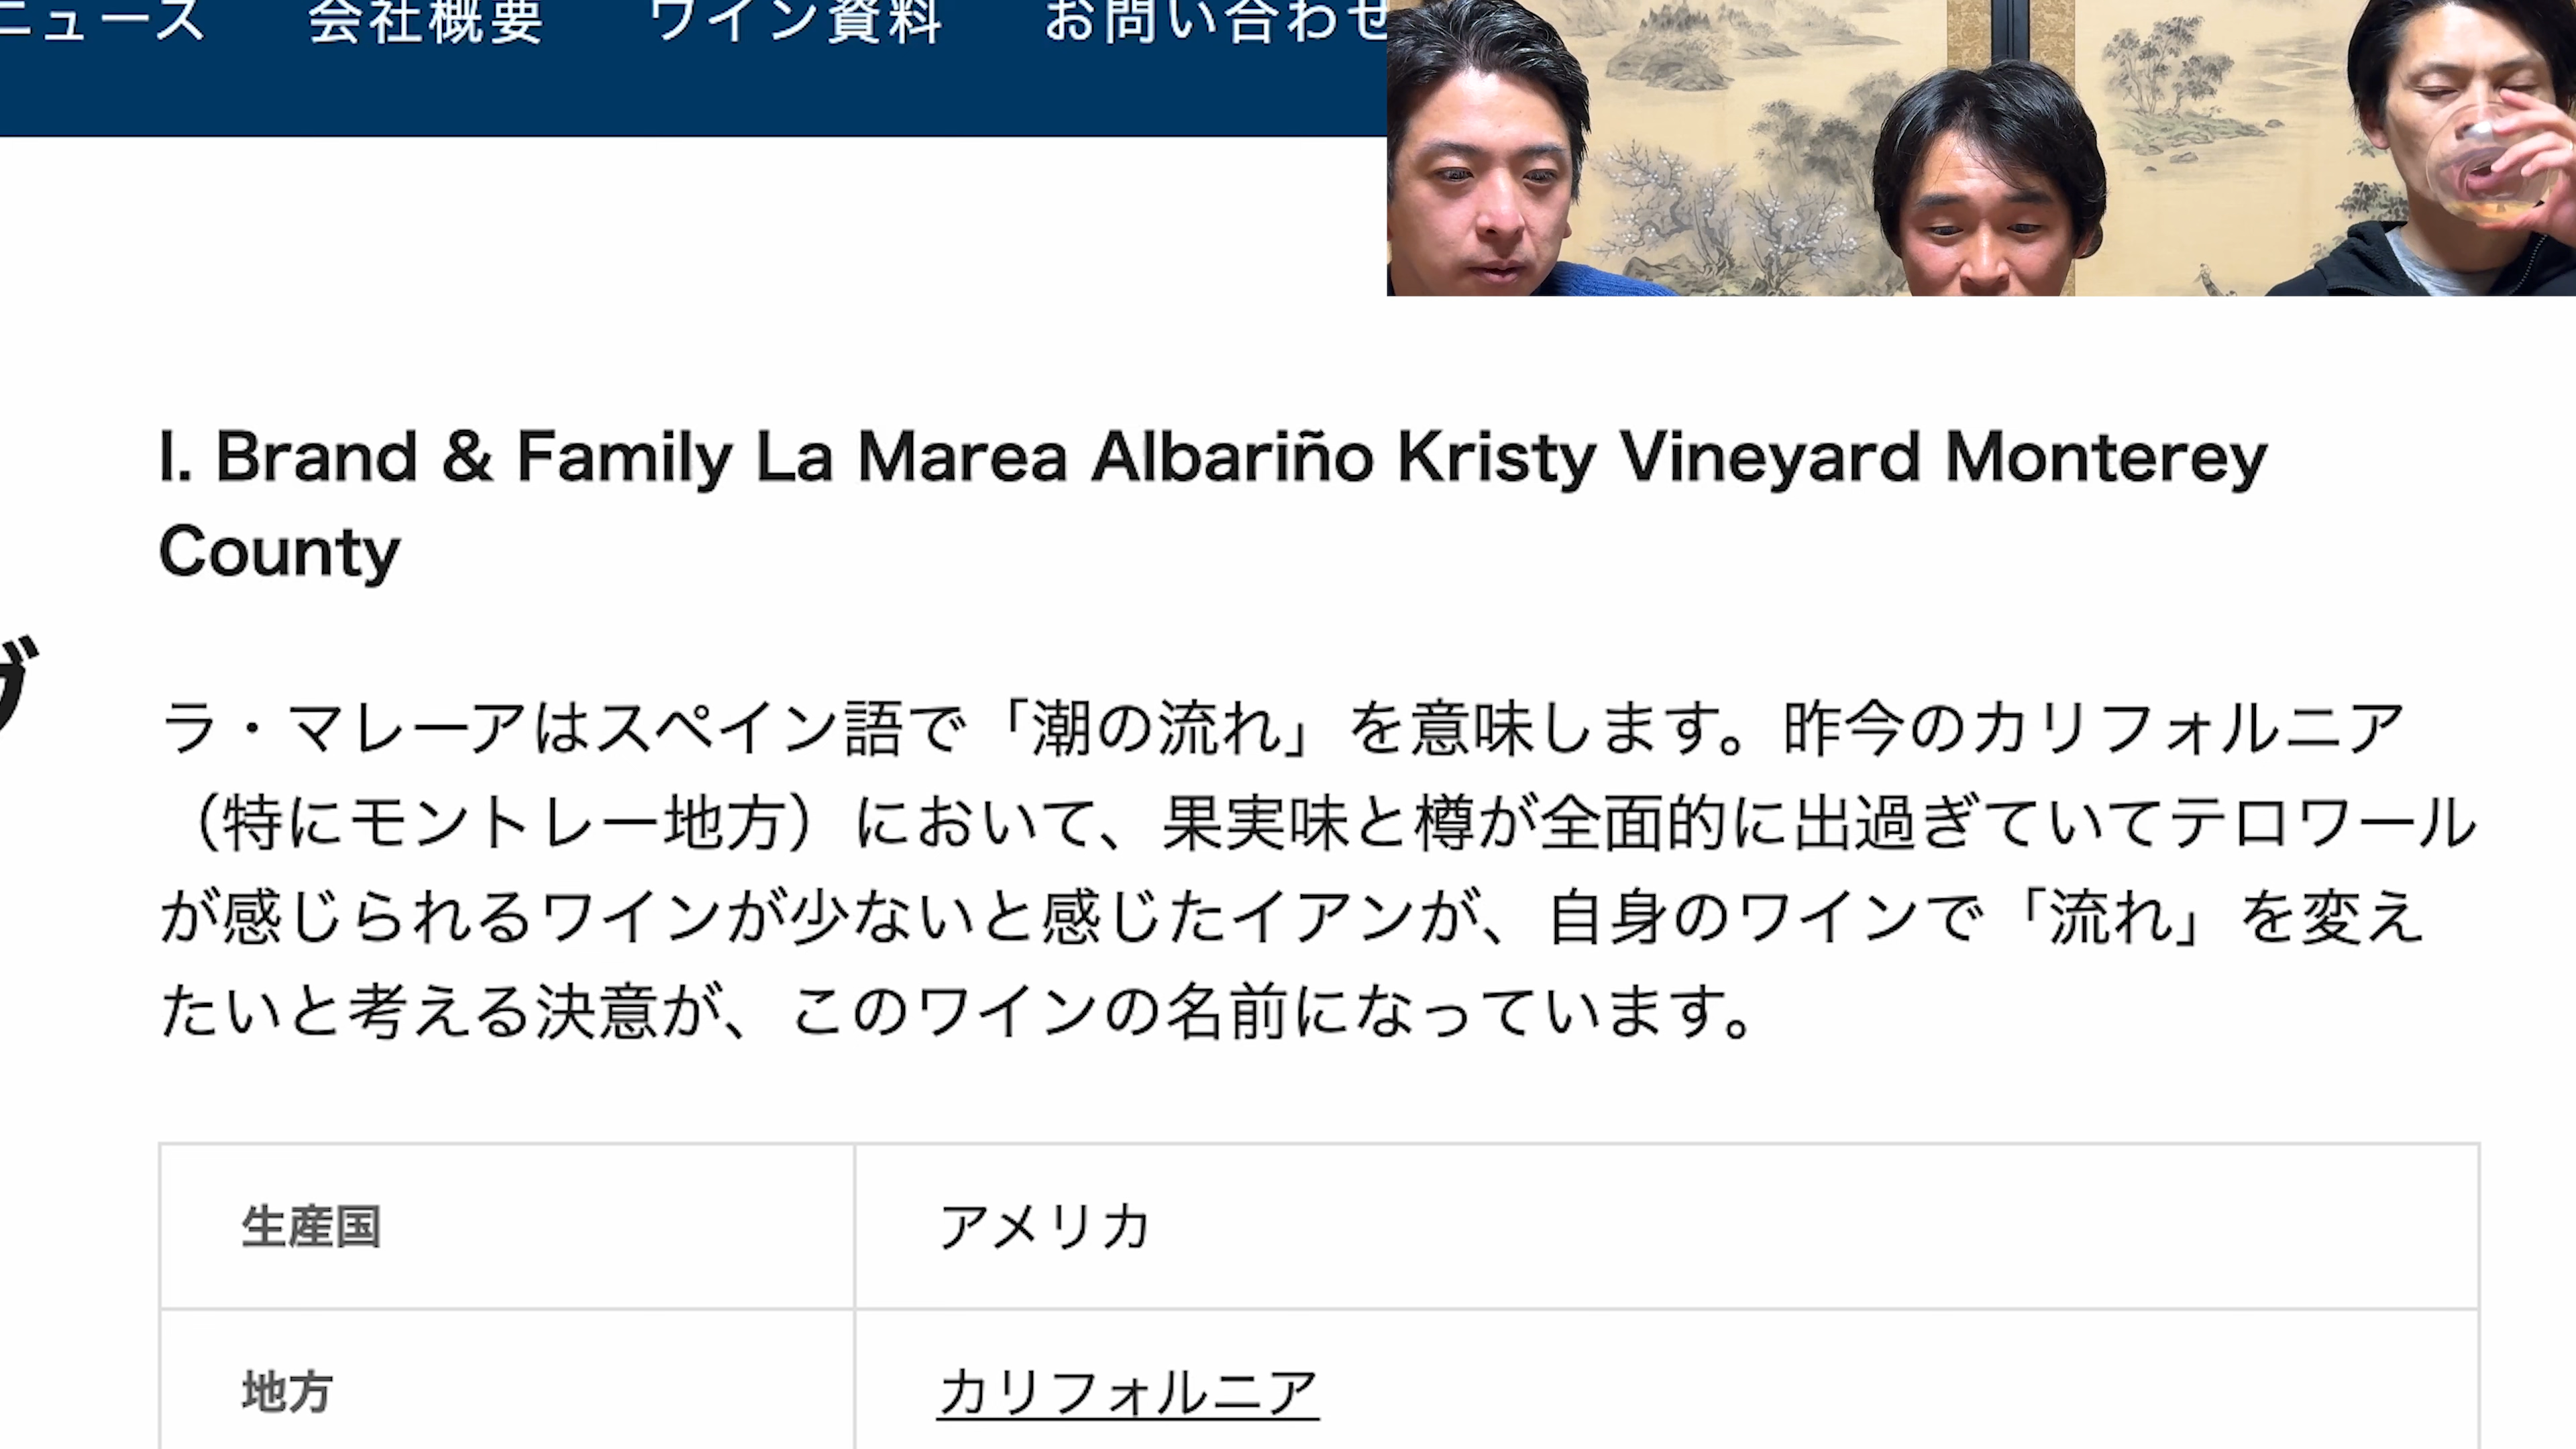 ニュース 会社概要 ワイン資料 お問い合わせ
I. Brand & Family La Marea Albariño Kristy Vineyard Monterey
County
ラ・マレーアはスペイン語で「潮の流れ」を意味します。昨今のカリフォルニア
（特にモントレー地方）において、果実味と樽が全面的に出過ぎていてテロワール
が感じられるワインが少ないと感じたイアンが、自身のワインで「流れ」を変え
たいと考える決意が、このワインの名前になっています。
生産国 アメリカ
地方 カリフォルニア